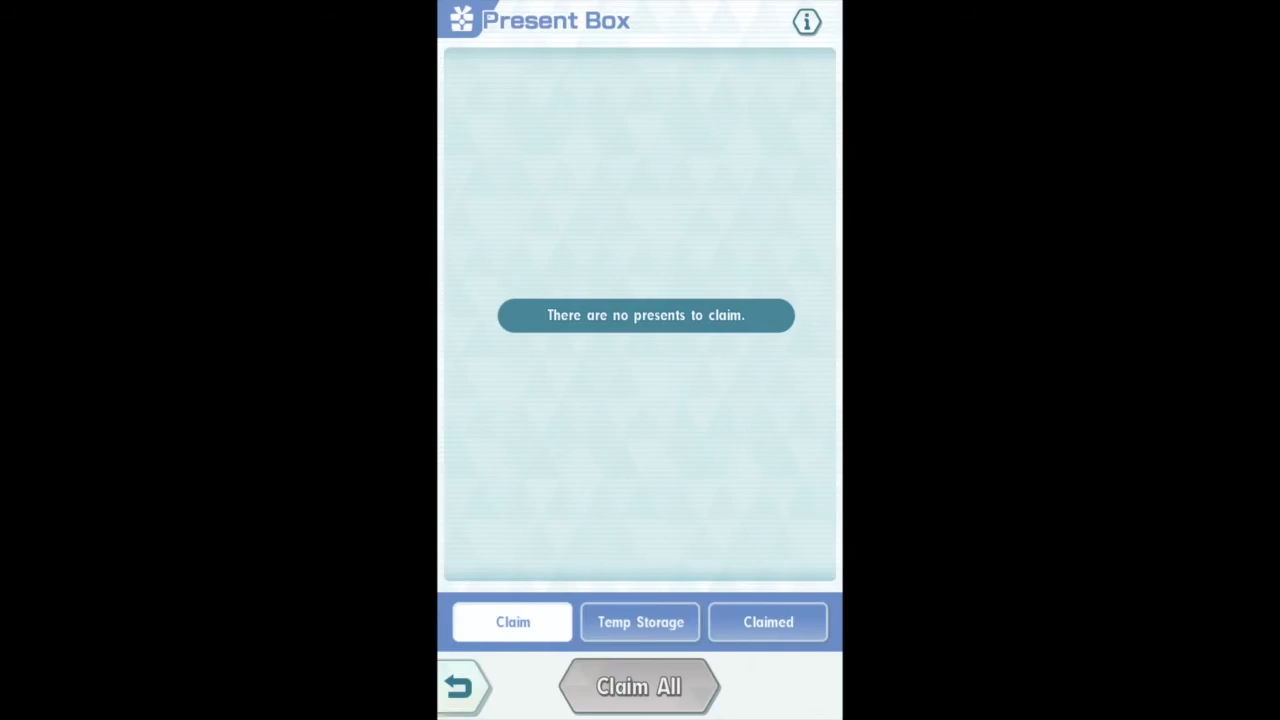 Present Box
There are no presents to claim.
Claim
Temp Storage
Claimed
Claim All